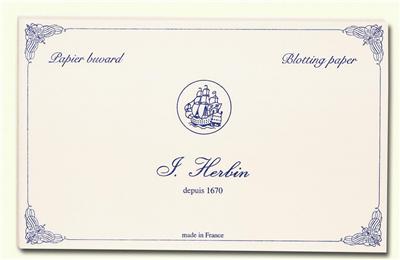 Papier buvard
Blotting paper
J. Herbin
depuis 1670
made in France